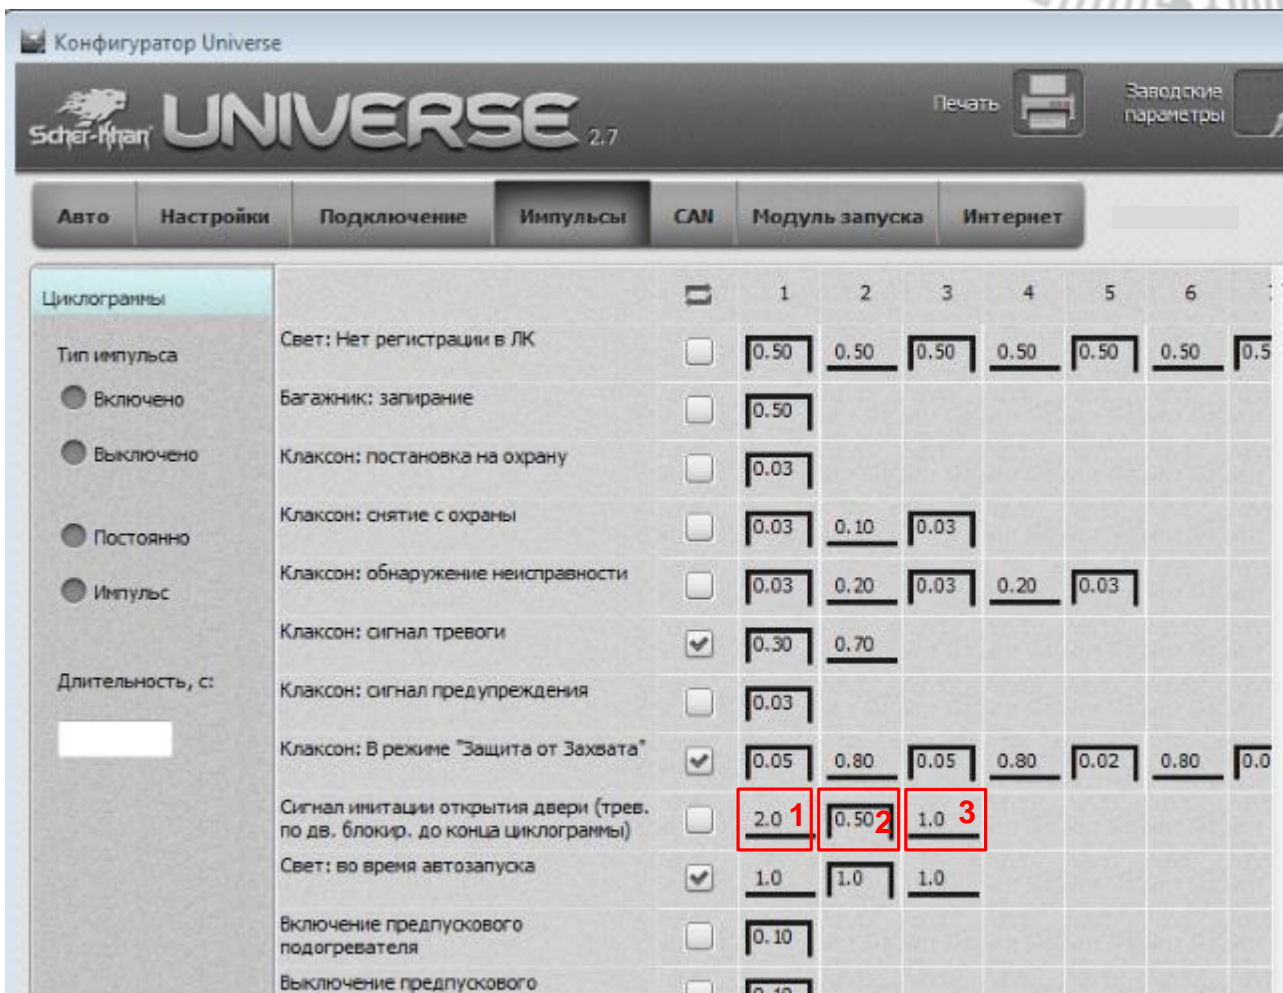 Конфигуратор Universe
Scher-Khan UNIVERSE 2.7
Печать
Заводские параметры
Авто Настройки Подключение Импульсы CAN Модуль запуска Интернет
Циклограммы
1 2 3 4 5 6
Тип импульса
Включено
Выключено
Постоянно
Импульс
Длительность, с:
Свет: Нет регистрации в ЛК 0.50 0.50 0.50 0.50 0.50 0.50 0.5
Багажник: запирание 0.50
Клаксон: постановка на охрану 0.03
Клаксон: снятие с охраны 0.03 0.10 0.03
Клаксон: обнаружение неисправности 0.03 0.20 0.03 0.20 0.03
Клаксон: сигнал тревоги 0.30 0.70
Клаксон: сигнал предупреждения 0.03
Клаксон: В режиме "Защита от Захвата" 0.05 0.80 0.05 0.80 0.02 0.80 0.0
Сигнал имитации открытия двери (трев.
по дв. блокир. до конца циклограммы) 2.0 1 0.50 2 1.0 3
Свет: во время автозапуска 1.0 1.0 1.0
Включение предпускового
подогревателя 0.10
Выключение предпускового